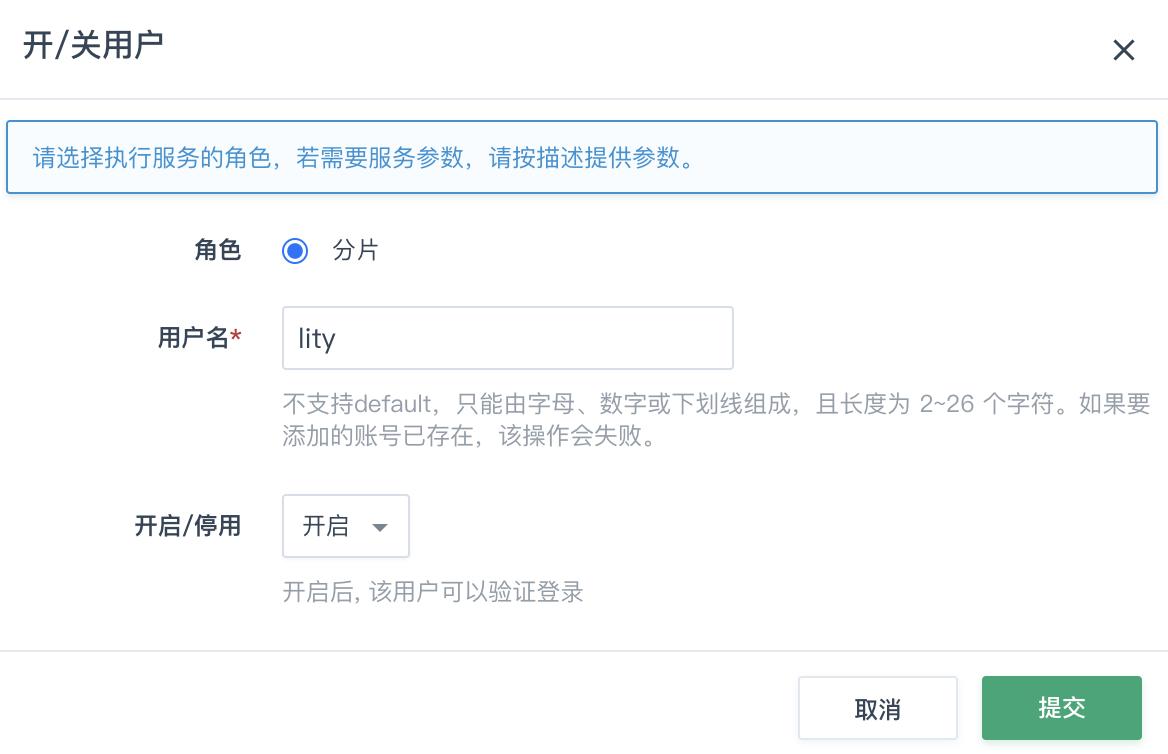 开/关用户
请选择执行服务的角色，若需要服务参数，请按描述提供参数。
角色 分片
用户名* lity
不支持default，只能由字母、数字或下划线组成，且长度为 2~26 个字符。如果要
添加的账号已存在，该操作会失败。
开启/停用 开启
开启后, 该用户可以验证登录
取消 提交